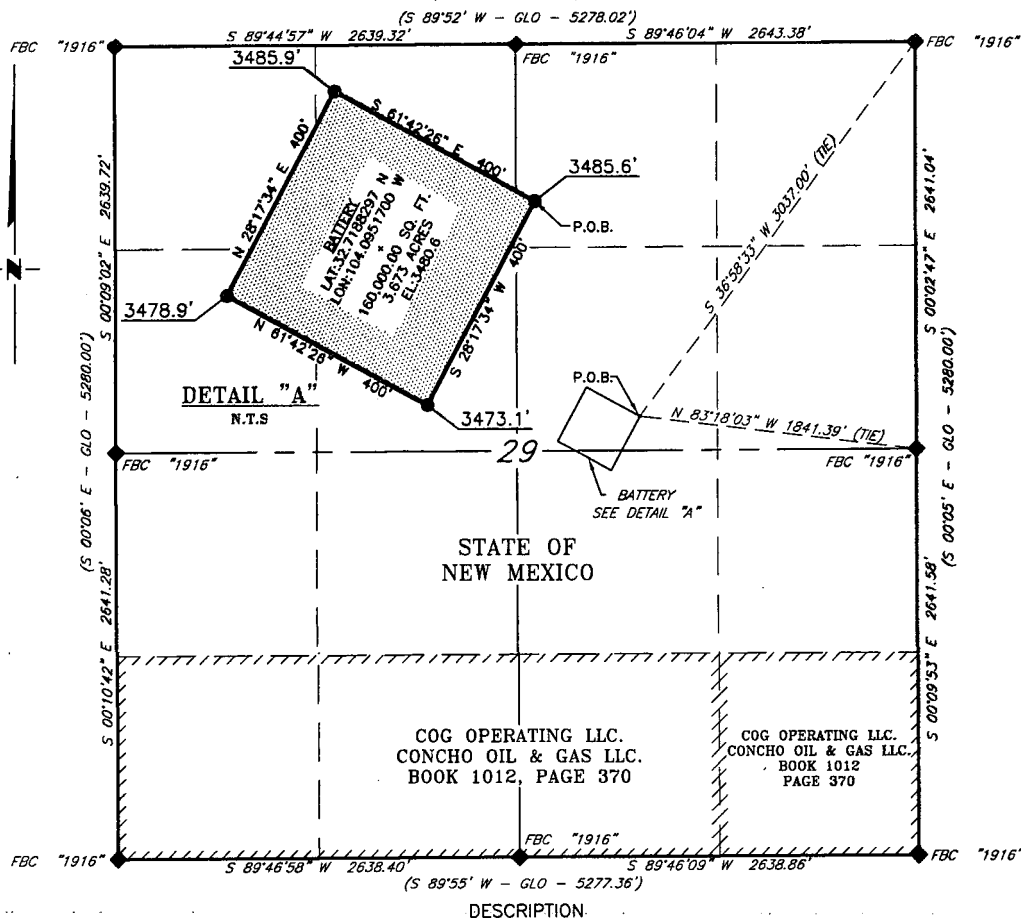 (S 89°52' W - GLO - 5278.02')
FBC "1916"
S 89°44'57" W 2639.32'
FBC "1916"
S 89°46'04" W 2643.38'
FBC "1916"
3485.9'
S 61°42'26" E 400'
3485.6'
P.O.B.
N 28°17'34" E 400'
BATTERY
LAT:32.7188297 N
LON:104.0951700 W
+
160,000.00 SQ. FT.
3.673 ACRES
EL:3480.6
S 28°17'34" W 400'
N 61°42'26" W 400'
3478.9'
3473.1'
DETAIL "A"
N.T.S
N
S 00°09'02" E 2639.72'
(S 00°06' E - GLO - 5280.00')
S 00°10'42" E 2641.28'
S 36°58'33" W 3037.00' (TIE)
S 00°02'47" E 2641.04'
(S 00°05' E - GLO - 5280.00')
S 00°09'53" E 2641.58'
P.O.B.
N 83°18'03" W 1841.39' (TIE)
FBC "1916"
29
FBC "1916"
BATTERY
SEE DETAIL "A"
STATE OF
NEW MEXICO
COG OPERATING LLC.
CONCHO OIL & GAS LLC.
BOOK 1012, PAGE 370
COG OPERATING LLC.
CONCHO OIL & GAS LLC.
BOOK 1012
PAGE 370
FBC "1916"
S 89°46'58" W 2638.40'
FBC "1916"
S 89°46'09" W 2638.86'
FBC "1916"
(S 89°55' W - GLO - 5277.36')
DESCRIPTION